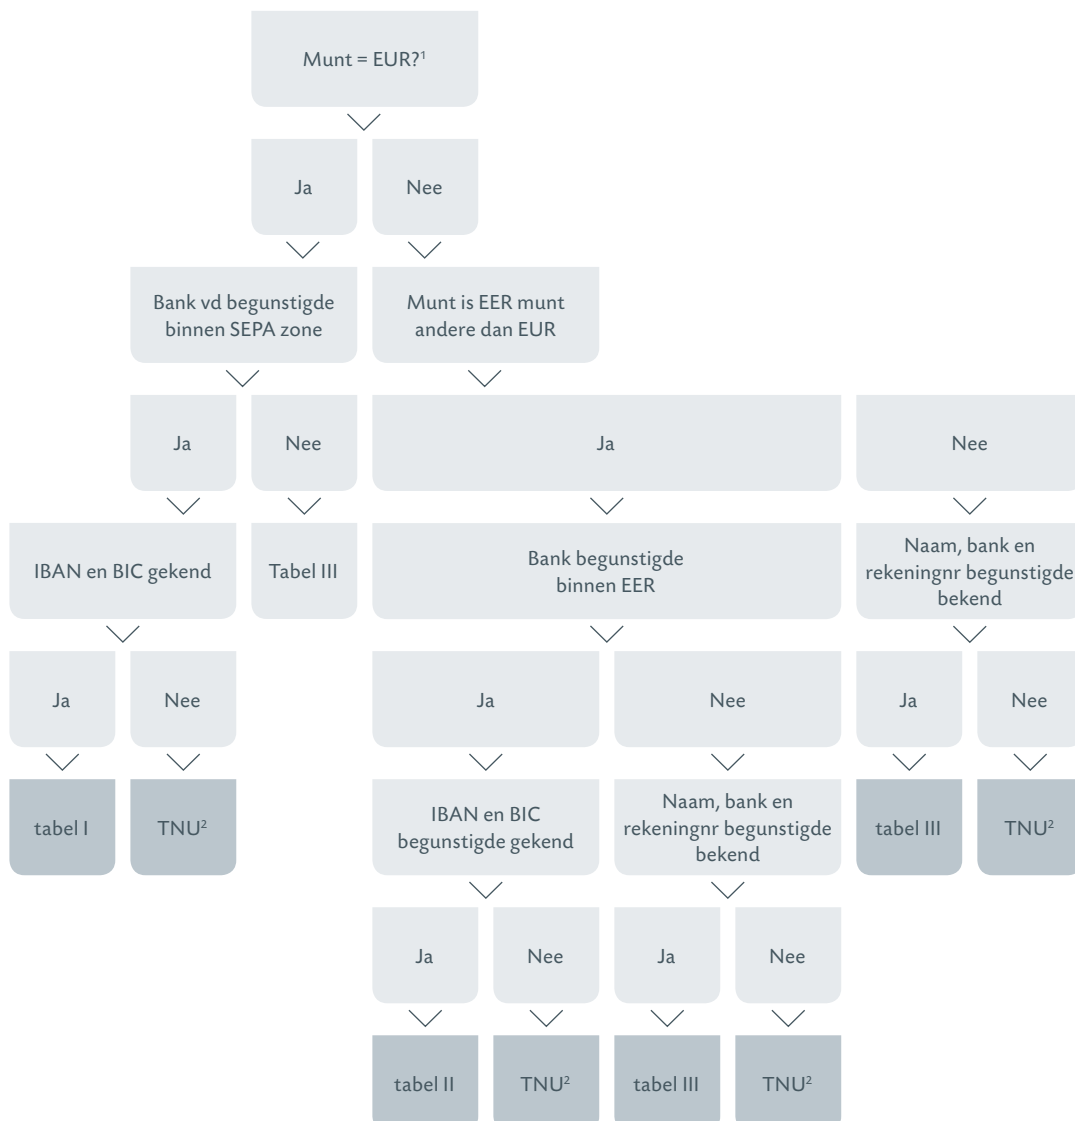 Munt = EUR?¹
Ja
Nee
Bank vd begunstigde
binnen SEPA zone
Munt is EER munt
andere dan EUR
Ja
Nee
Ja
Nee
IBAN en BIC gekend
Tabel III
Bank begunstigde
binnen EER
Naam, bank en
rekeningnr begunstigde
bekend
Ja
Nee
Ja
Nee
Ja
Nee
tabel I
TNU²
IBAN en BIC
begunstigde gekend
Naam, bank en
rekeningnr begunstigde
bekend
tabel III
TNU²
Ja
Nee
Ja
Nee
tabel II
TNU²
tabel III
TNU²